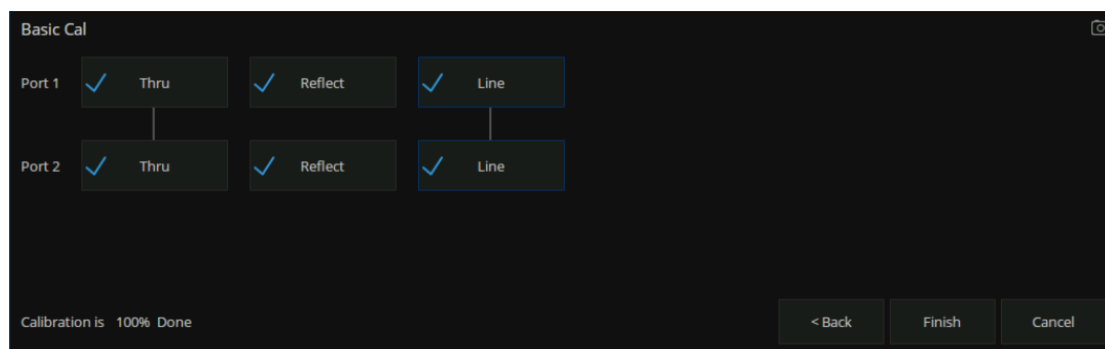 Basic Cal
Port 1 Thru Reflect Line
Port 2 Thru Reflect Line
Calibration is 100% Done < Back Finish Cancel